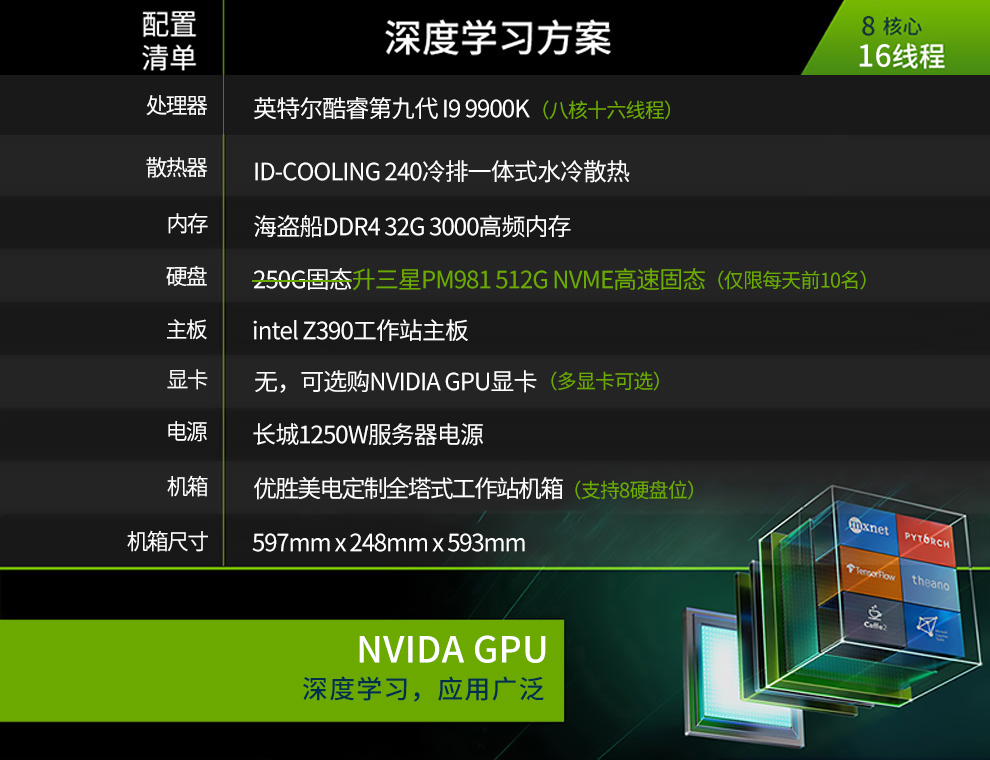 配置
清单
深度学习方案
8 核心
16线程
处理器 英特尔酷睿第九代 I9 9900K（八核十六线程）
散热器 ID-COOLING 240冷排一体式水冷散热
内存 海盗船DDR4 32G 3000高频内存
硬盘 250G固态升三星PM981 512G NVME高速固态（仅限每天前10名）
主板 intel Z390工作站主板
显卡 无，可选购NVIDIA GPU显卡（多显卡可选）
电源 长城1250W服务器电源
机箱 优胜美电定制全塔式工作站机箱（支持8硬盘位）
机箱尺寸 597mm x 248mm x 593mm
mxnet
PYTORCH
TensorFlow
theano
Caffe2
NVIDA GPU
深度学习，应用广泛